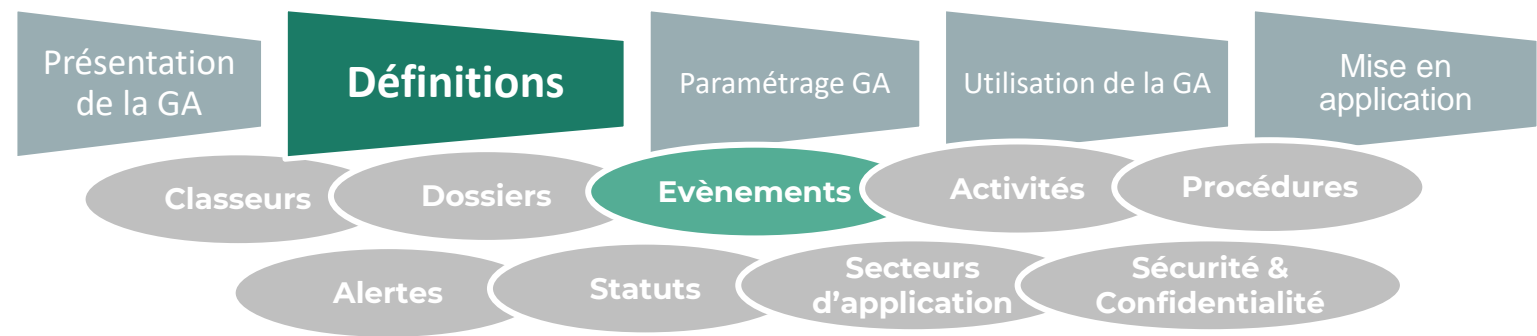 Présentation
de la GA
Définitions
Paramétrage GA
Utilisation de la GA
Mise en
application
Classeurs
Dossiers
Evènements
Activités
Procédures
Alertes
Statuts
Secteurs
d’application
Sécurité &
Confidentialité